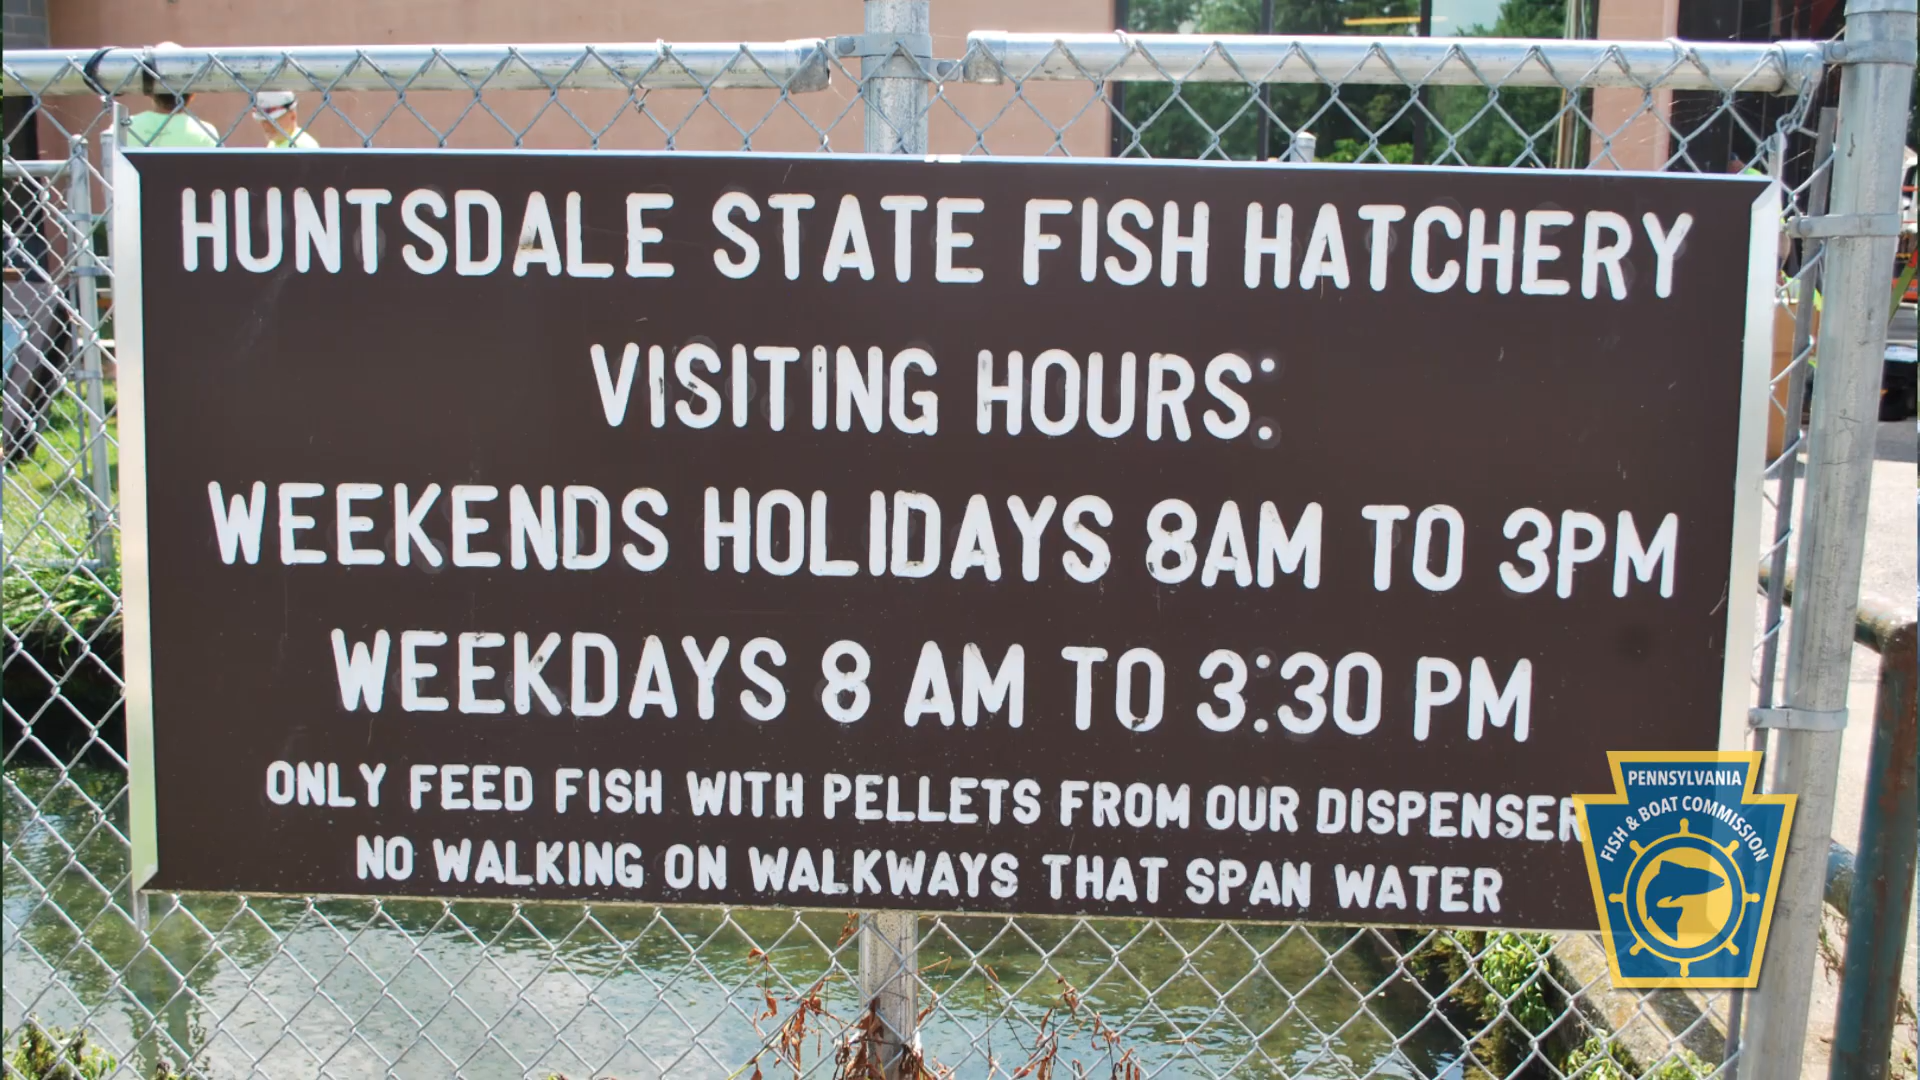 HUNTSDALE STATE FISH HATCHERY
VISITING HOURS:
WEEKENDS HOLIDAYS 8AM TO 3PM
WEEKDAYS 8 AM TO 3:30 PM
ONLY FEED FISH WITH PELLETS FROM OUR DISPENSER
NO WALKING ON WALKWAYS THAT SPAN WATER
PENNSYLVANIA
FISH & BOAT COMMISSION